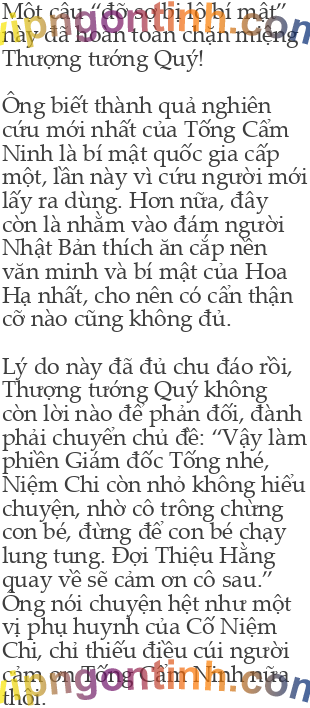 Một câu “đỡ sợ bị lộ bí mật”
này đã hoàn toàn chặn miệng
Thượng tướng Quý!
Ông biết thành quả nghiên
cứu mới nhất của Tống Cẩm
Ninh là bí mật quốc gia cấp
một, lần này vì cứu người mới
lấy ra dùng. Hơn nữa, đây
còn là nhằm vào đám người
Nhật Bản thích ăn cắp nền
văn minh và bí mật của Hoa
Hạ nhất, cho nên có cẩn thận
cỡ nào cũng không đủ.
Lý do này đã đủ chu đáo rồi,
Thượng tướng Quý không
còn lời nào để phản đối, đành
phải chuyển chủ đề: “Vậy làm
phiền Giám đốc Tống nhé,
Niệm Chi còn nhỏ không hiểu
chuyện, nhờ cô trông chừng
con bé, đừng để con bé chạy
lung tung. Đợi Thiệu Hằng
quay về sẽ cảm ơn cô sau.”
Ông nói chuyện hệt như một
vị phụ huynh của Cố Niệm
Chi, chỉ thiếu điều cúi người
cảm ơn Tống Cẩm Ninh nữa
thôi.